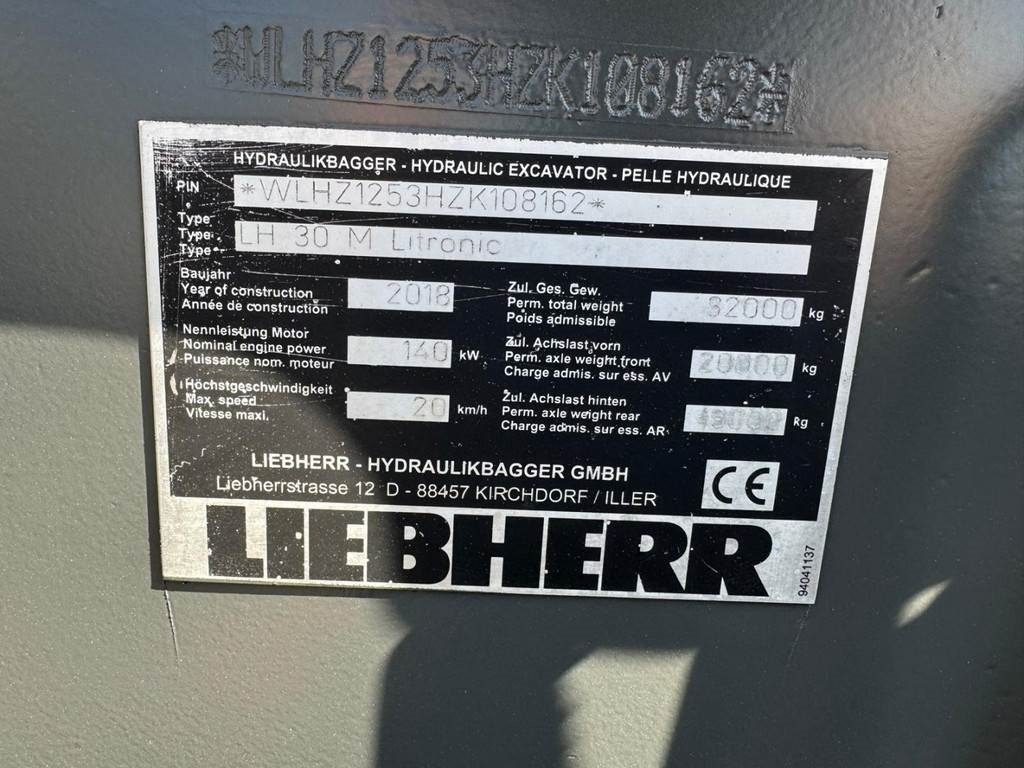 *WLHZ1253HZK108162*
HYDRAULIKBAGGER - HYDRAULIC EXCAVATOR - PELLE HYDRAULIQUE
PIN *WLHZ1253HZK108162*
Type
Type
Type LH 30 M Litronic
Baujahr
Year of construction 2018
Année de construction
Nennleistung Motor
Nominal engine power 140 kW
Puissance nom. moteur
Höchstgeschwindigkeit
Max. speed 20 km/h
Vitesse maxi.
Zul. Ges. Gew.
Perm. total weight 32000 kg
Poids admissible
Zul. Achslast vorn
Perm. axle weight front 20000 kg
Charge admis. sur ess. AV
Zul. Achslast hinten
Perm. axle weight rear kg
Charge admis. sur ess. AR
LIEBHERR - HYDRAULIKBAGGER GMBH
Liebherrstrasse 12 D - 88457 KIRCHDORF / ILLER
CE
LIEBHERR
94041137